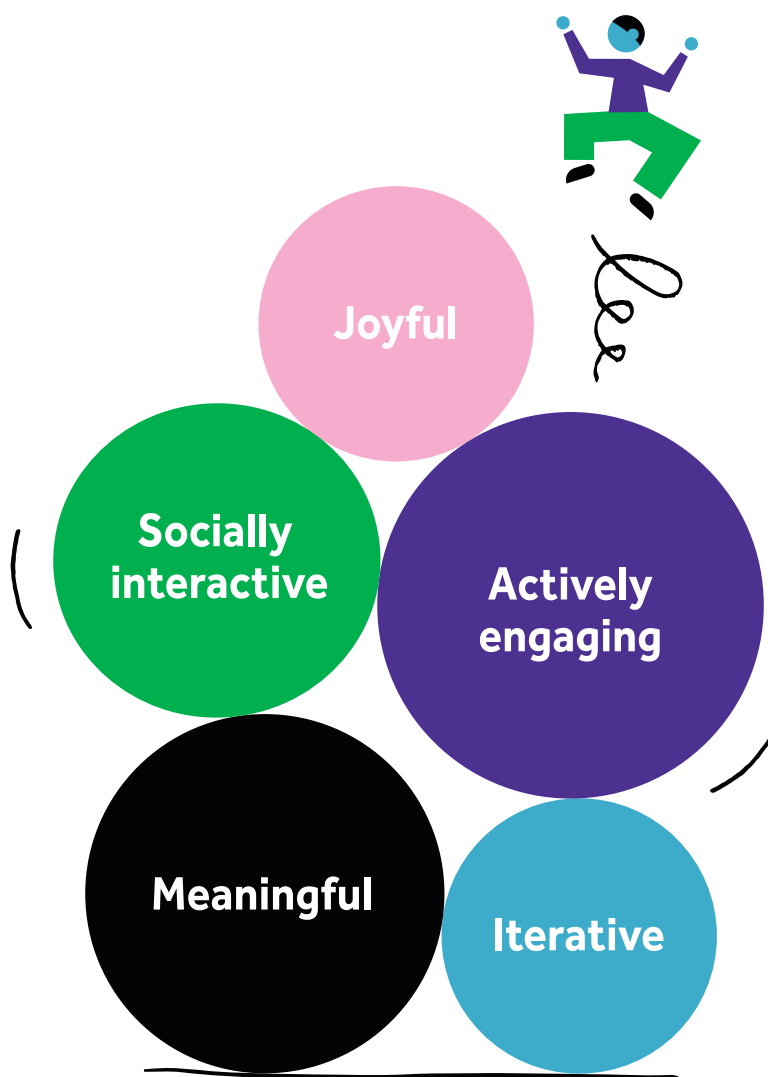 Joyful
Socially
interactive
Actively
engaging
Meaningful
Iterative